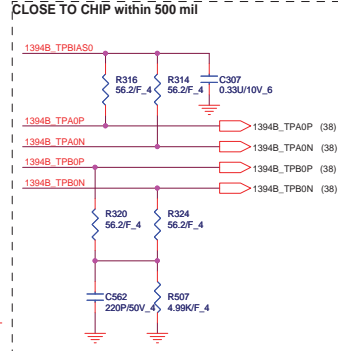 CLOSE TO CHIP within 500 mil
1394B_TPBIAS0
R316
56.2/F_4
R314
56.2/F_4
C307
0.33U/10V_6
1394B_TPA0P
1394B_TPA0P (38)
1394B_TPA0N
1394B_TPA0N (38)
1394B_TPB0P
1394B_TPB0P (38)
1394B_TPB0N
1394B_TPB0N (38)
R320
56.2/F_4
R324
56.2/F_4
C562
220P/50V_4
R507
4.99K/F_4